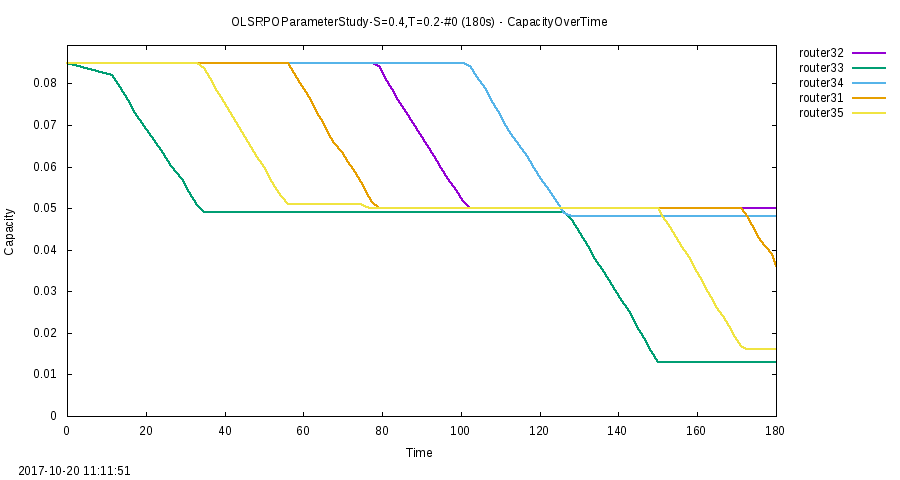 OLSRPOParameterStudy-S=0.4,T=0.2-#0 (180s) - CapacityOverTime
router32
router33
router34
router31
router35
0.08
0.07
0.06
0.05
0.04
0.03
0.02
0.01
0
Capacity
0 20 40 60 80 100 120 140 160 180
Time
2017-10-20 11:11:51